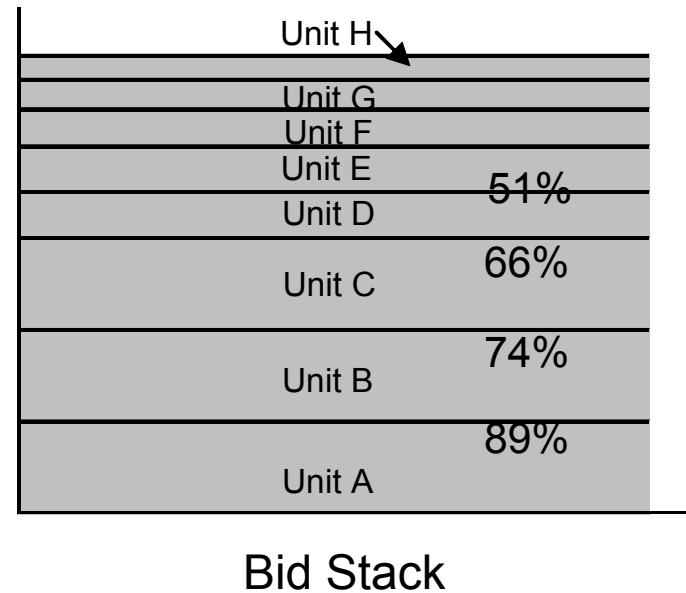 Unit H
Unit G
Unit F
Unit E
51%
Unit D
66%
Unit C
74%
Unit B
89%
Unit A
Bid Stack